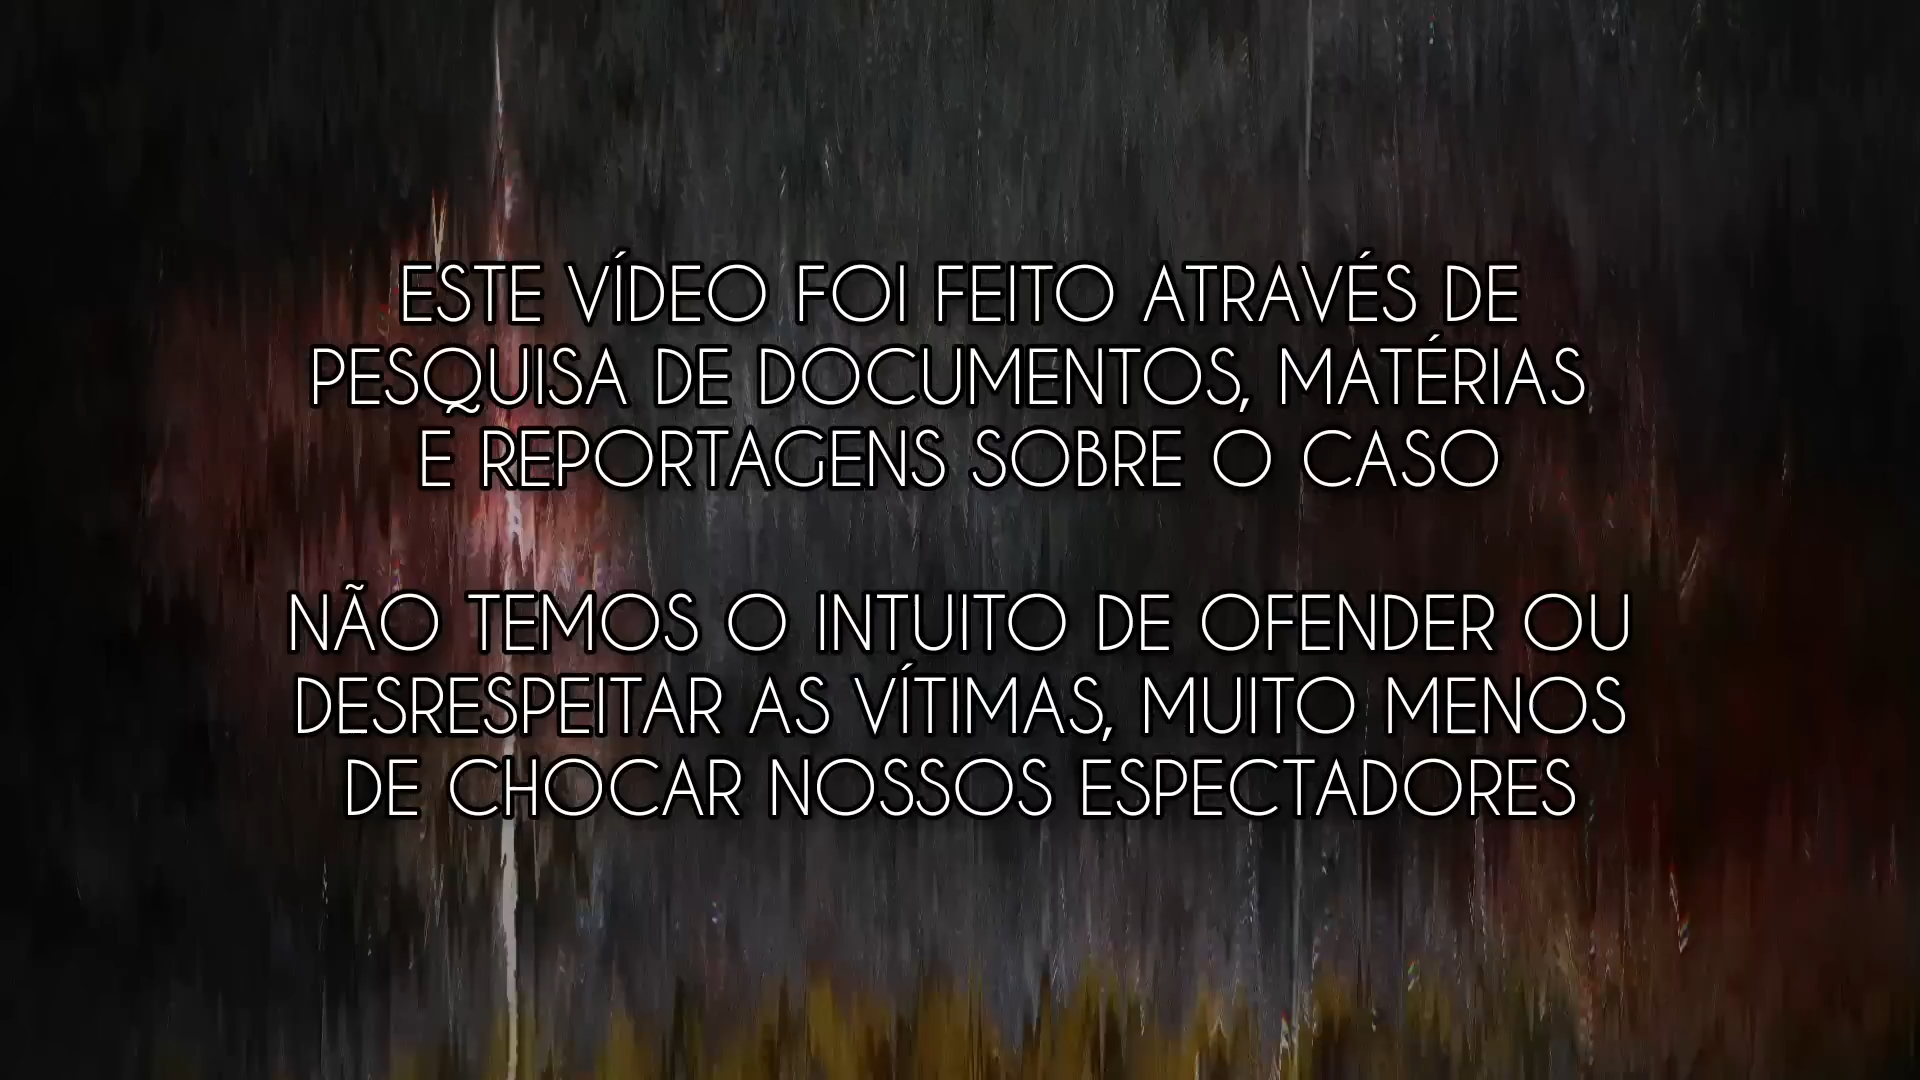 ESTE VÍDEO FOI FEITO ATRAVÉS DE
PESQUISA DE DOCUMENTOS, MATÉRIAS
E REPORTAGENS SOBRE O CASO
NÃO TEMOS O INTUITO DE OFENDER OU
DESRESPEITAR AS VÍTIMAS, MUITO MENOS
DE CHOCAR NOSSOS ESPECTADORES